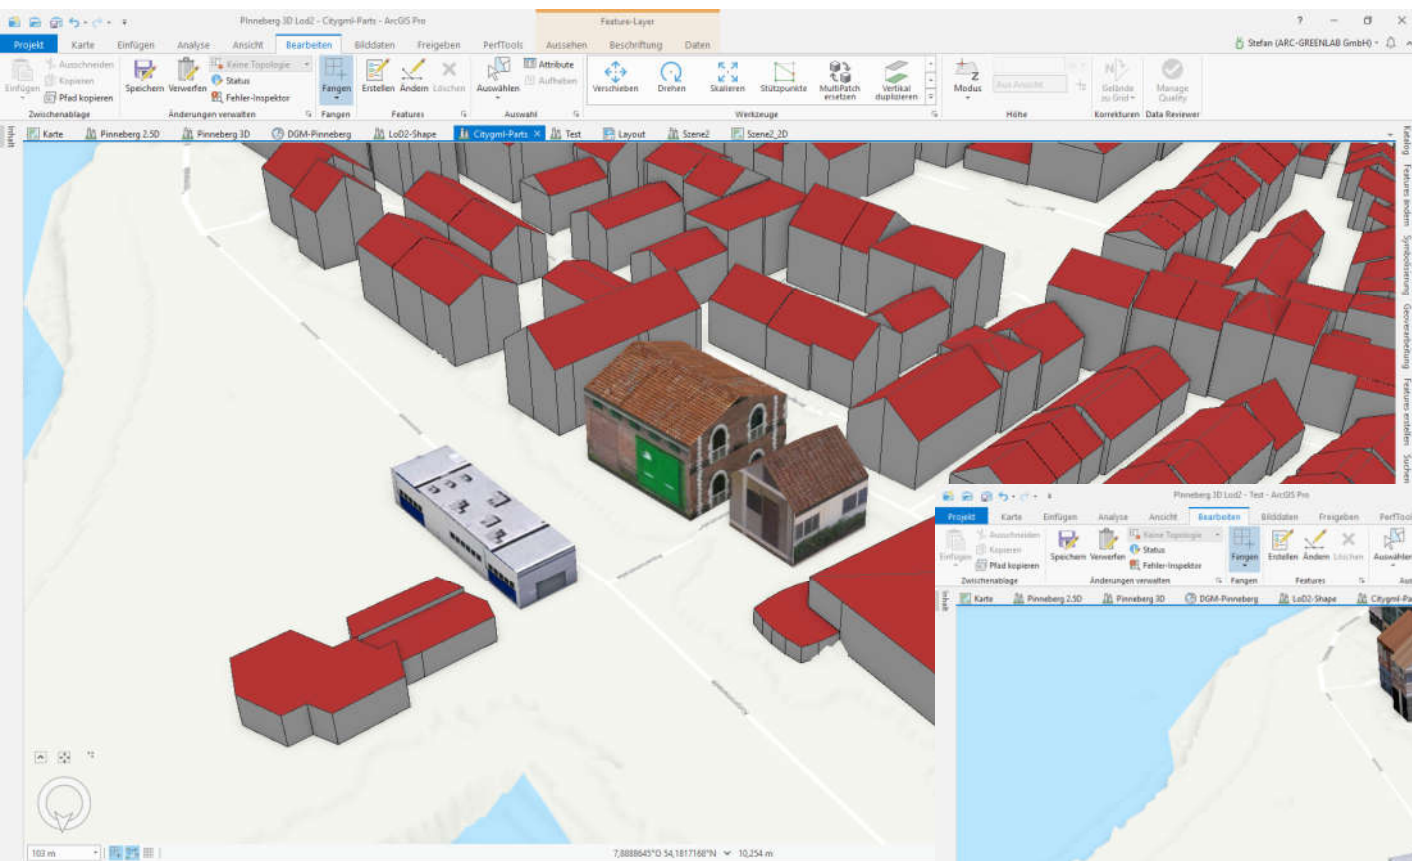 Pinneberg 3D Lod2 - Citygml-Parts - ArcGIS Pro
Feature-Layer
Projekt Karte Einfügen Analyse Ansicht Bearbeiten Bilddaten Freigeben PerfTools Aussehen Beschriftung Daten
Stefan (ARC-GREENLAB GmbH)
Einfügen
Ausschneiden
Kopieren
Pfad kopieren
Speichern Verwerfen
Keine Topologie
Status
Fehler-Inspektor
Fangen
Erstellen Ändern Löschen
Auswählen
Attribute
Aufheben
Verschieben Drehen Skalieren Stützpunkte MultiPatch ersetzen Vertikal duplizieren
Modus
Aus Ansicht
Gelände zu Grid
Manage Quality
Zwischenablage Änderungen verwalten Fangen Features Auswahl Werkzeuge Höhe Korrekturen Data Reviewer
Inhalt
Karte Pinneberg 2.5D Pinneberg 3D DGM-Pinneberg LoD2-Shape Citygml-Parts Test Layout Szene2 Szene2_2D
Katalog Features ändern Symbolisierung Geoverarbeitung Features erstellen Suchen
Pinneberg 3D Lod2 - Test - ArcGIS Pro
Projekt Karte Einfügen Analyse Ansicht Bearbeiten Bilddaten Freigeben PerfTool
Einfügen
Ausschneiden
Kopieren
Pfad kopieren
Speichern Verwerfen
Keine Topologie
Status
Fehler-Inspektor
Fangen
Erstellen Ändern Löschen
Auswählen
Zwischenablage Änderungen verwalten Fangen Features Aus
Inhalt
Karte Pinneberg 2.5D Pinneberg 3D DGM-Pinneberg LoD2-Shape Citygml-Pa
103 m
7,8888645°O 54,1817168°N 10,254 m